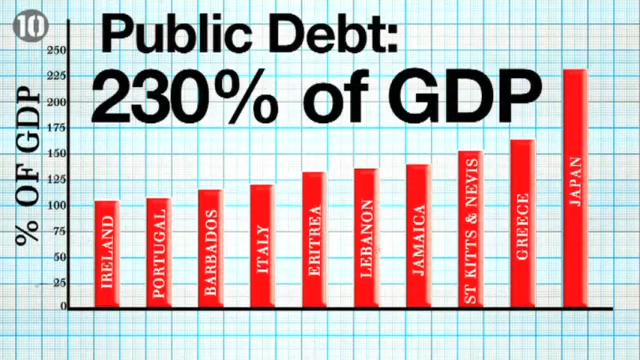 10
Public Debt:
230% of GDP
% OF GDP
250
225
200
175
150
125
100
75
50
25
0
IRELAND
PORTUGAL
BARBADOS
ITALY
ERITREA
LEBANON
JAMAICA
ST KITTS & NEVIS
GREECE
JAPAN